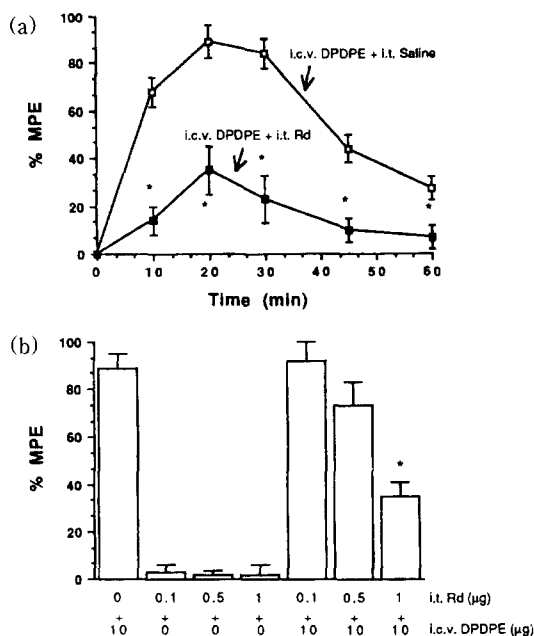 (a)
100
80
60
40
20
0
% MPE
i.c.v. DPDPE + i.t. Saline
i.c.v. DPDPE + i.t. Rd
*
*
*
*
*
0 10 20 30 40 50 60
Time (min)
(b)
100
80
60
40
20
0
% MPE
*
0 0.1 0.5 1 0.1 0.5 1 i.t. Rd (μg)
+ + + + + + + +
10 0 0 0 10 10 10 i.c.v. DPDPE (μg)